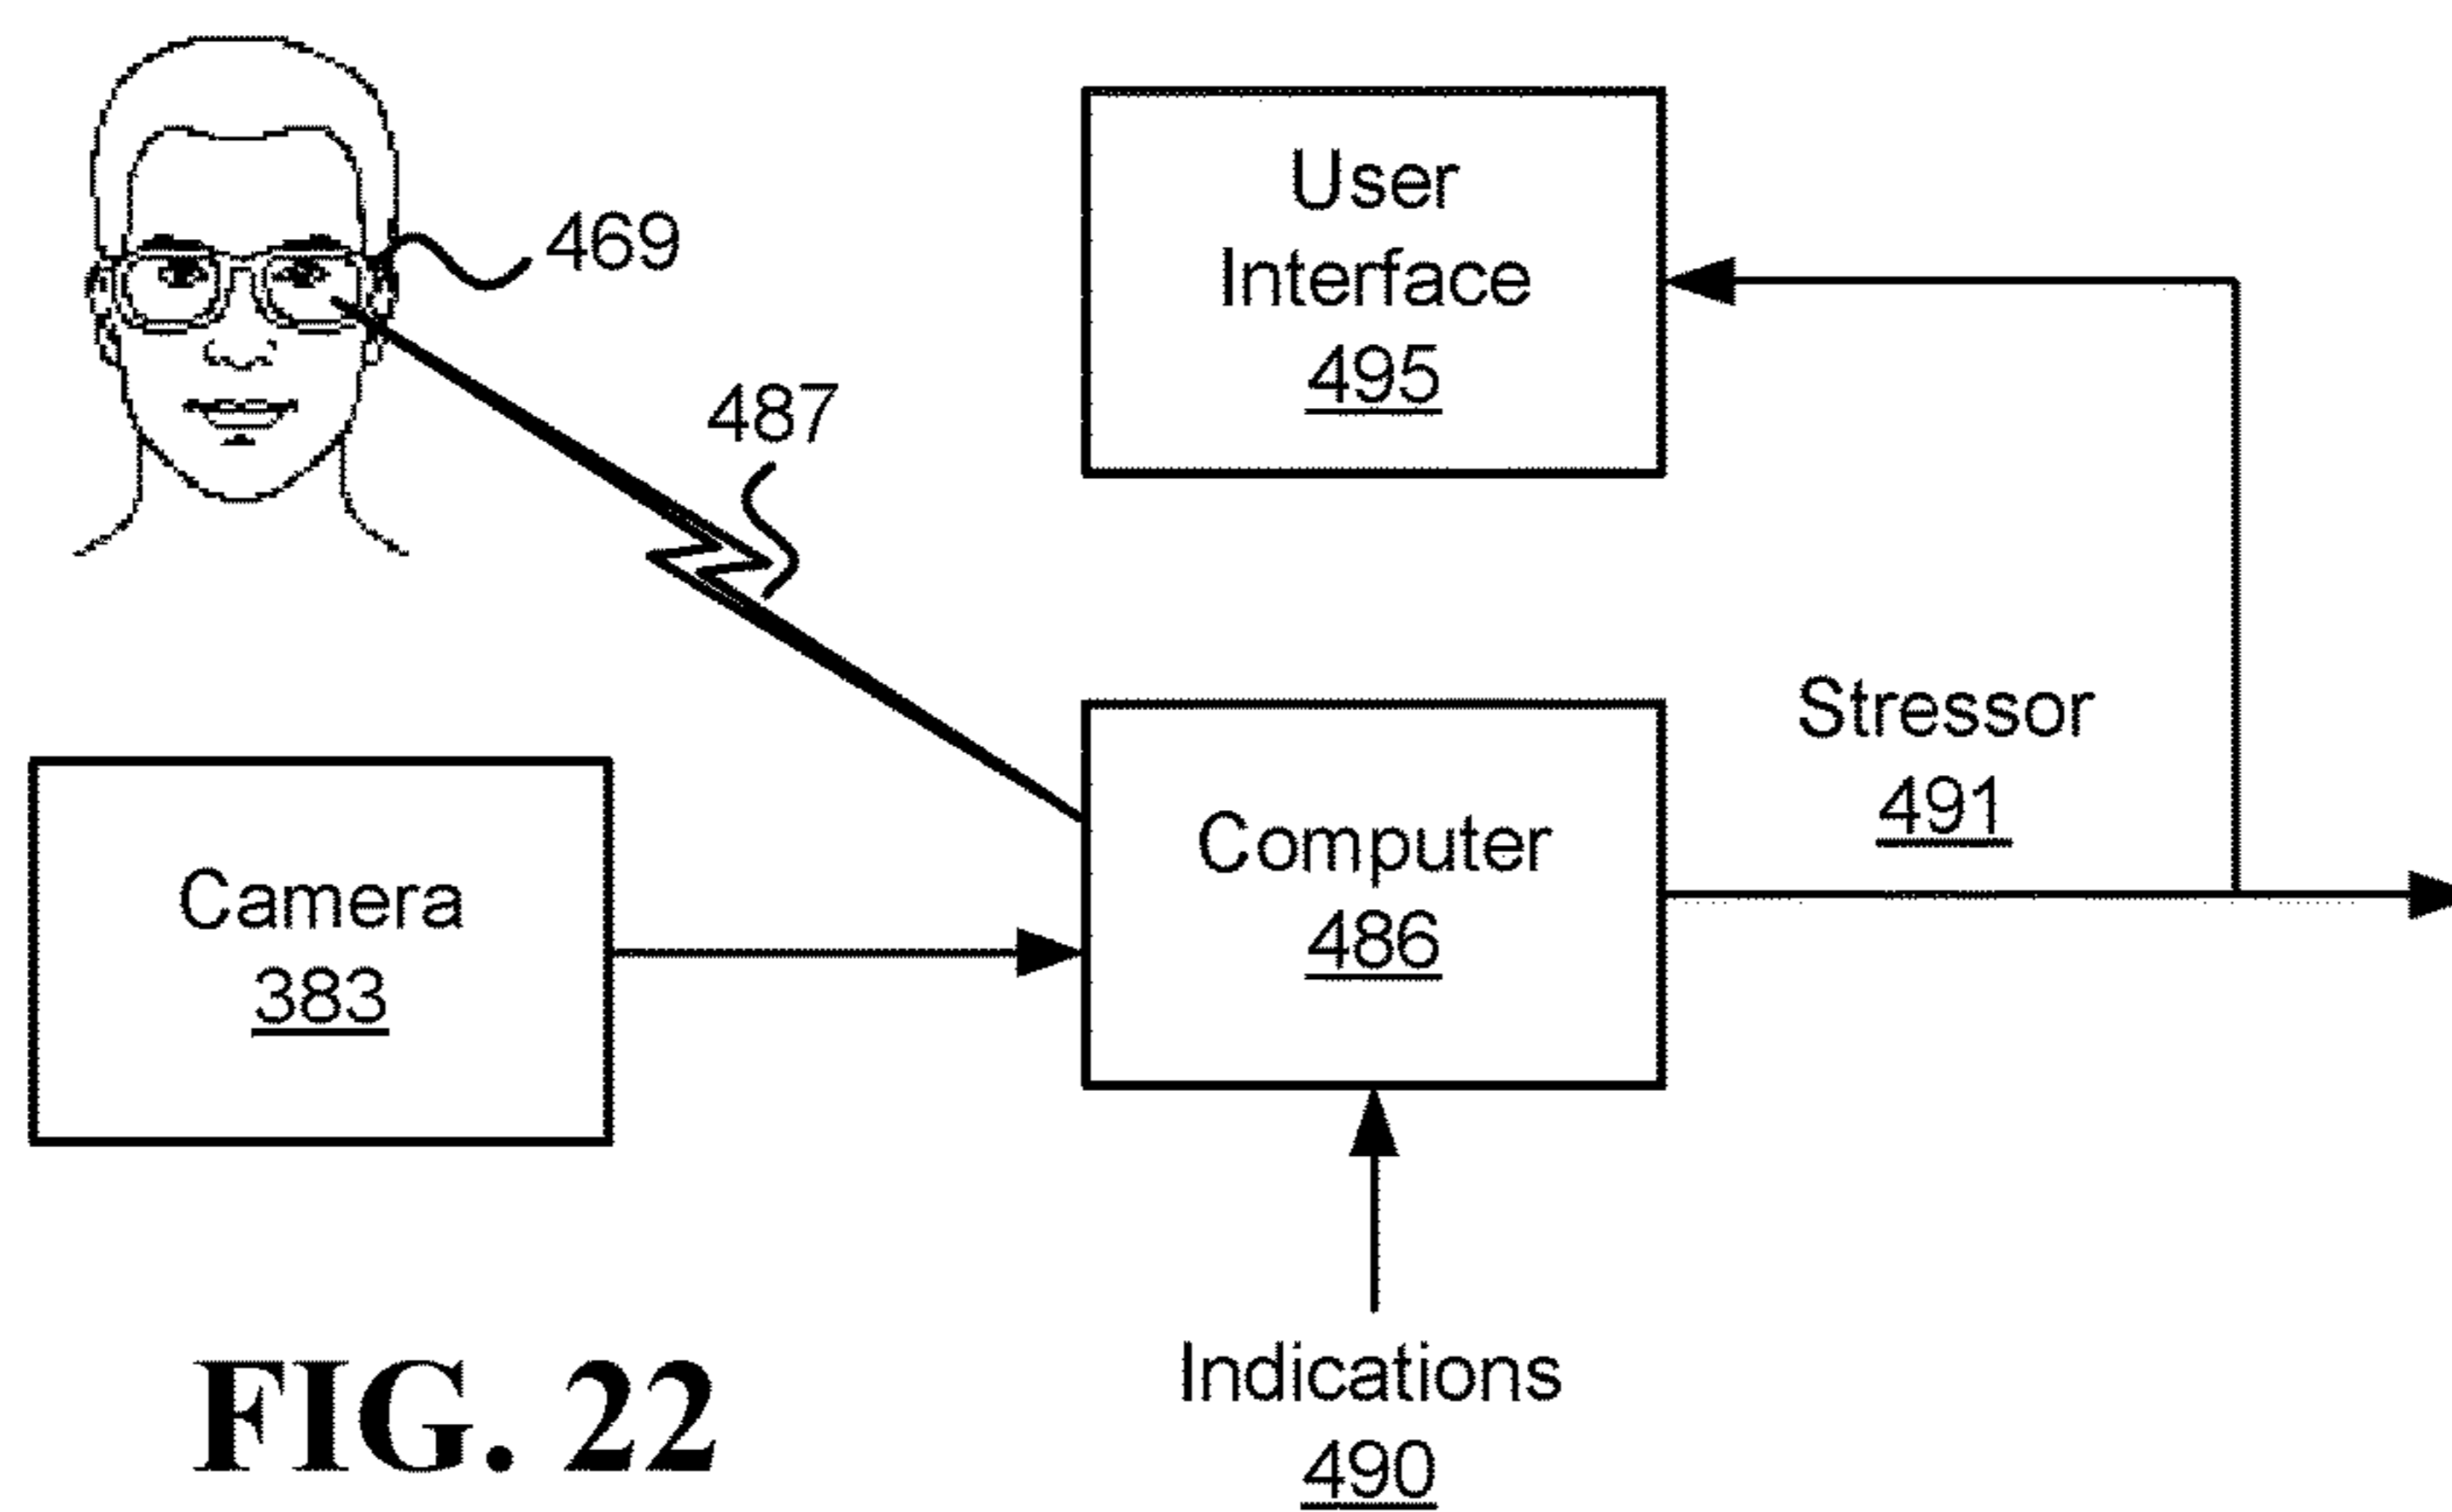 469
487
User
Interface
495
Stressor
491
Camera
383
Computer
486
Indications
490
FIG. 22